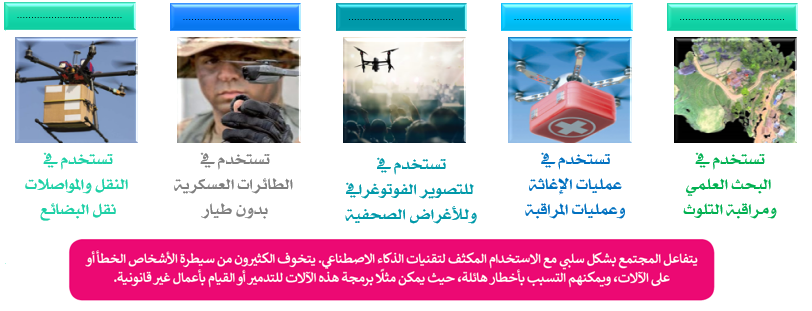 تستخدم في
البحث العلمي
ومراقبة التلوث
تستخدم في
عمليات الإغاثة
وعمليات المراقبة
تستخدم في
للتصوير الفوتوغرافي
وللأغراض الصحفية
تستخدم في
الطائرات العسكرية
بدون طيار
تستخدم في
النقل والمواصلات
نقل البضائع
يتفاعل المجتمع بشكل سلبي مع الاستخدام المكثف لتقنيات الذكاء الاصطناعي. يتخوف الكثيرون من سيطرة الأشخاص الخطأ أو
على الآلات، ويمكنهم التسبب بأخطار هائلة، حيث يمكن مثلًا برمجة هذه الآلات للتدمير أو القيام بأعمال غير قانونية.